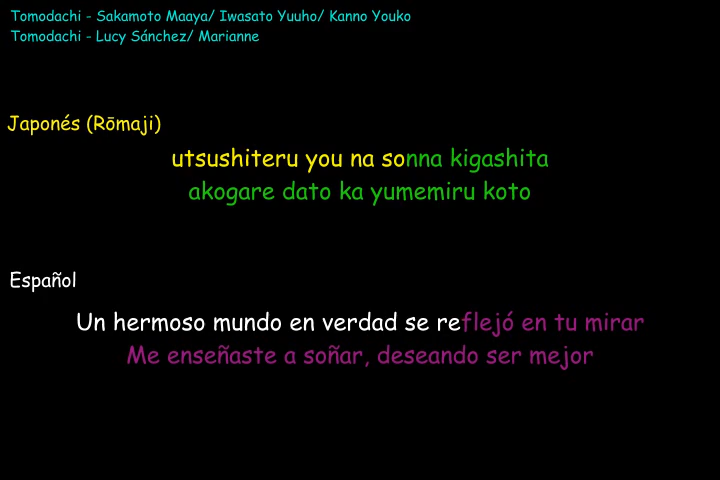 Tomodachi - Sakamoto Maaya/ Iwasato Yuuho/ Kanno Youko
Tomodachi - Lucy Sánchez/ Marianne
Japonés (Rōmaji)
utsushiteru you na sonna kigashita
akogare dato ka yumemiru koto
Español
Un hermoso mundo en verdad se reflejó en tu mirar
Me enseñaste a soñar, deseando ser mejor